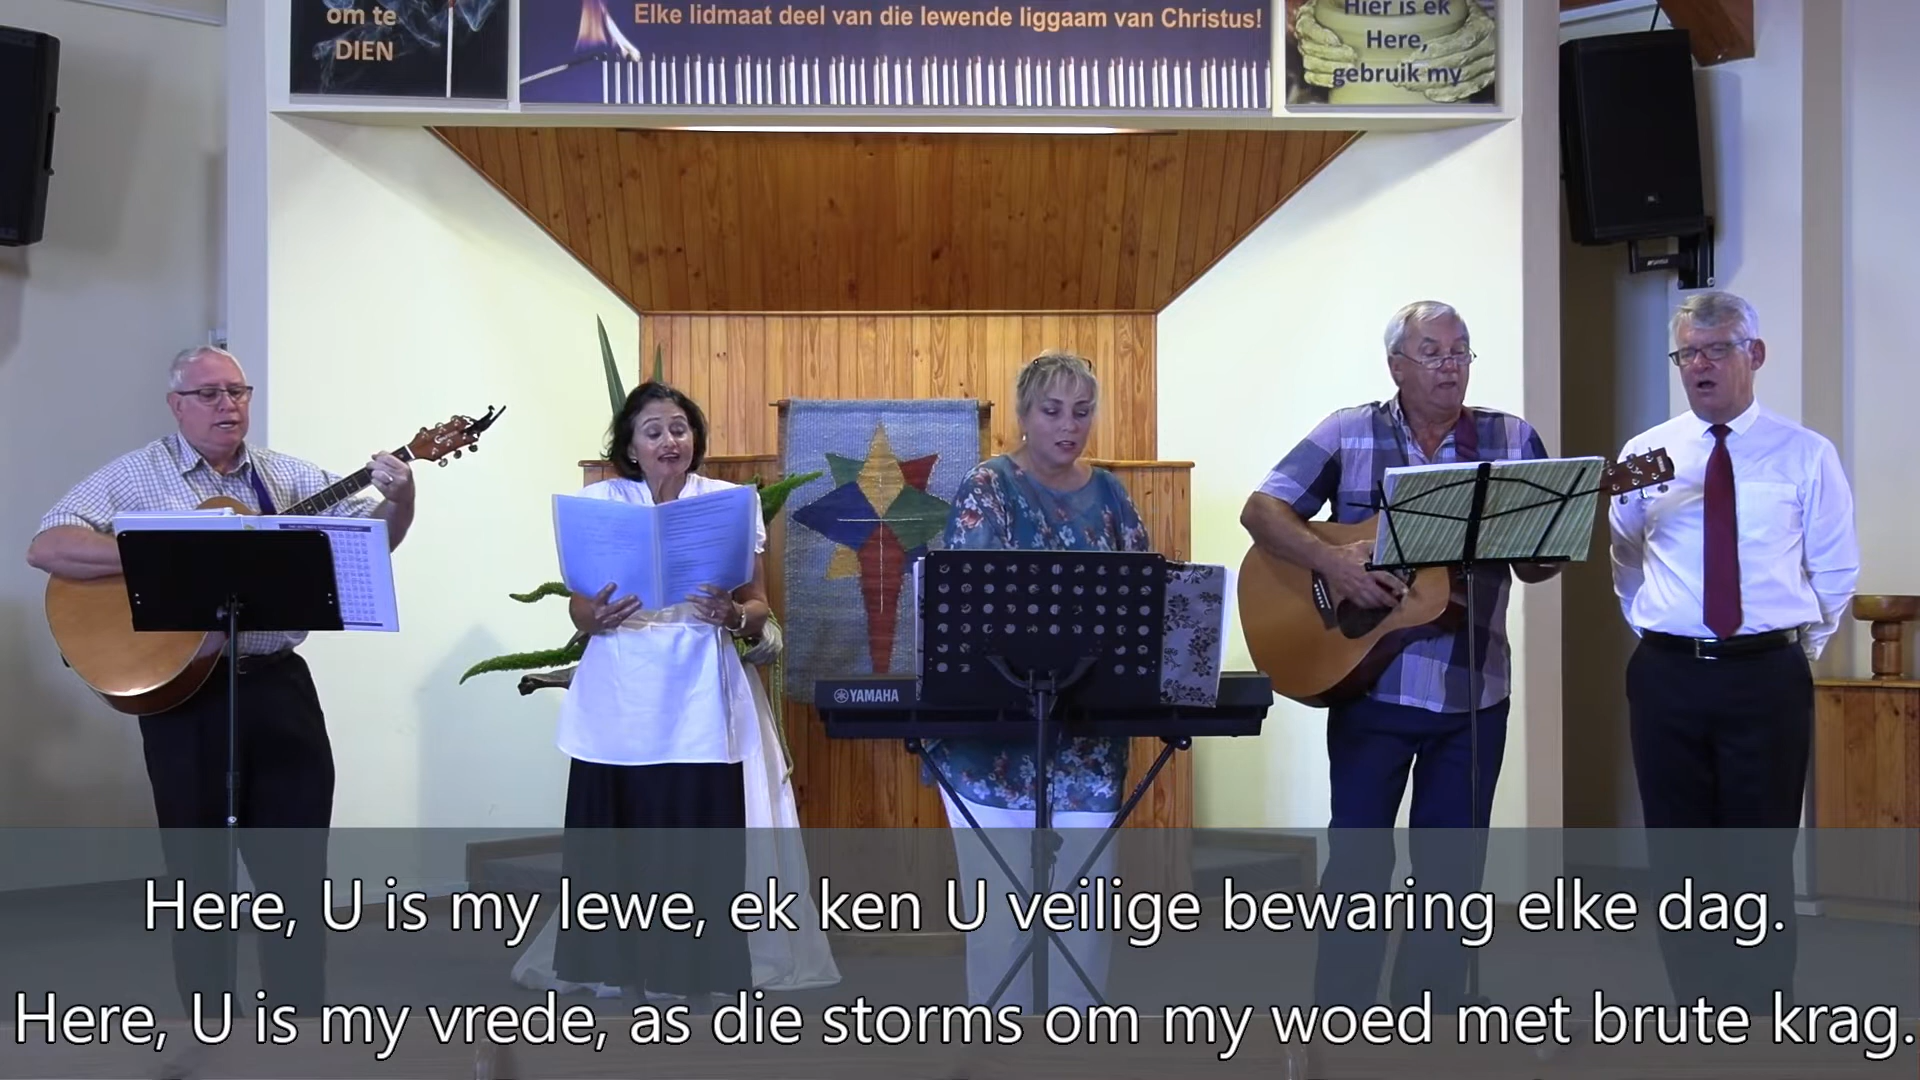 om te
DIEN
Elke lidmaat deel van die lewende liggaam van Christus!
Hier is ek
Here,
gebruik my
YAMAHA
Here, U is my lewe, ek ken U veilige bewaring elke dag.
Here, U is my vrede, as die storms om my woed met brute krag.